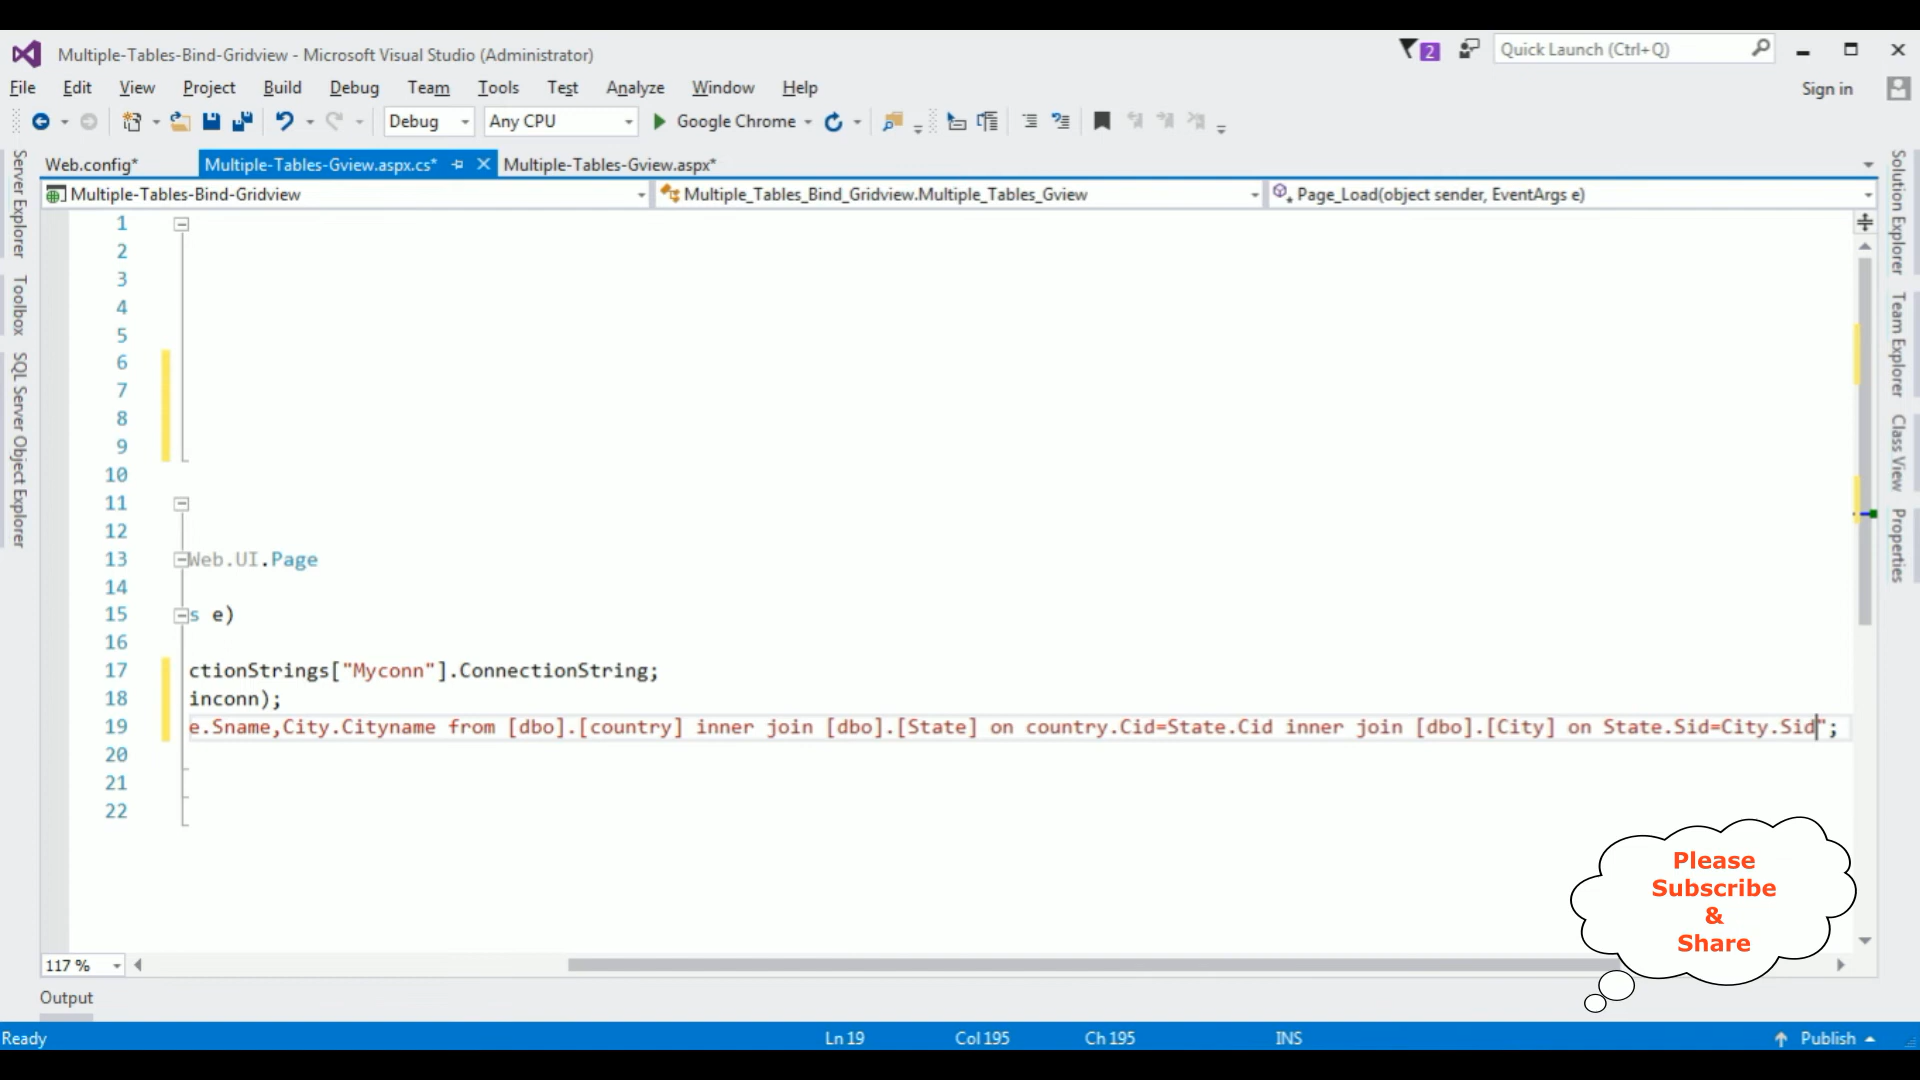 Multiple-Tables-Bind-Gridview - Microsoft Visual Studio (Administrator)
2
Quick Launch (Ctrl+Q)
File Edit View Project Build Debug Team Tools Test Analyze Window Help
Sign in
Debug
Any CPU
Google Chrome
Web.config*
Multiple-Tables-Gview.aspx.cs*
Multiple-Tables-Gview.aspx*
Multiple-Tables-Bind-Gridview
Multiple_Tables_Bind_Gridview.Multiple_Tables_Gview
Page_Load(object sender, EventArgs e)
Server Explorer
Toolbox
SQL Server Object Explorer
Solution Explorer
Team Explorer
Class View
Properties
1
2
3
4
5
6
7
8
9
10
11
12
13 Web.UI.Page
14
15 s e)
16
17 ctionStrings["Myconn"].ConnectionString;
18 inconn);
19 e.Sname,City.Cityname from [dbo].[country] inner join [dbo].[State] on country.Cid=State.Cid inner join [dbo].[City] on State.Sid=City.Sid";
20
21
22
Please
Subscribe
&
Share
117 %
Output
Ready
Ln 19
Col 195
Ch 195
INS
Publish